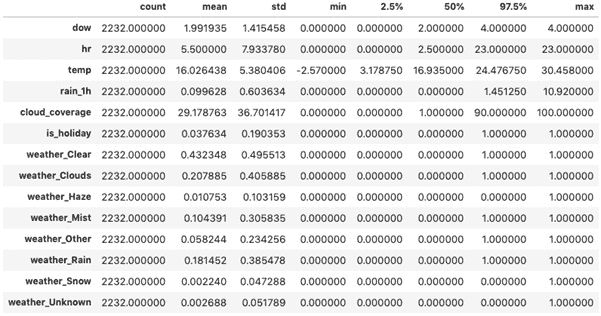 count mean std min 2.5% 50% 97.5% max
dow 2232.000000 1.991935 1.415458 0.000000 0.000000 2.000000 4.000000 4.000000
hr 2232.000000 5.500000 7.933780 0.000000 0.000000 2.500000 23.000000 23.000000
temp 2232.000000 16.026438 5.380406 -2.570000 3.178750 16.935000 24.476750 30.458000
rain_1h 2232.000000 0.099628 0.603634 0.000000 0.000000 0.000000 1.451250 10.920000
cloud_coverage 2232.000000 29.178763 36.701417 0.000000 0.000000 1.000000 90.000000 100.000000
is_holiday 2232.000000 0.037634 0.190353 0.000000 0.000000 0.000000 1.000000 1.000000
weather_Clear 2232.000000 0.432348 0.495513 0.000000 0.000000 0.000000 1.000000 1.000000
weather_Clouds 2232.000000 0.207885 0.405885 0.000000 0.000000 0.000000 1.000000 1.000000
weather_Haze 2232.000000 0.010753 0.103159 0.000000 0.000000 0.000000 0.000000 1.000000
weather_Mist 2232.000000 0.104391 0.305835 0.000000 0.000000 0.000000 1.000000 1.000000
weather_Other 2232.000000 0.058244 0.234256 0.000000 0.000000 0.000000 1.000000 1.000000
weather_Rain 2232.000000 0.181452 0.385478 0.000000 0.000000 0.000000 1.000000 1.000000
weather_Snow 2232.000000 0.002240 0.047288 0.000000 0.000000 0.000000 0.000000 1.000000
weather_Unknown 2232.000000 0.002688 0.051789 0.000000 0.000000 0.000000 0.000000 1.000000